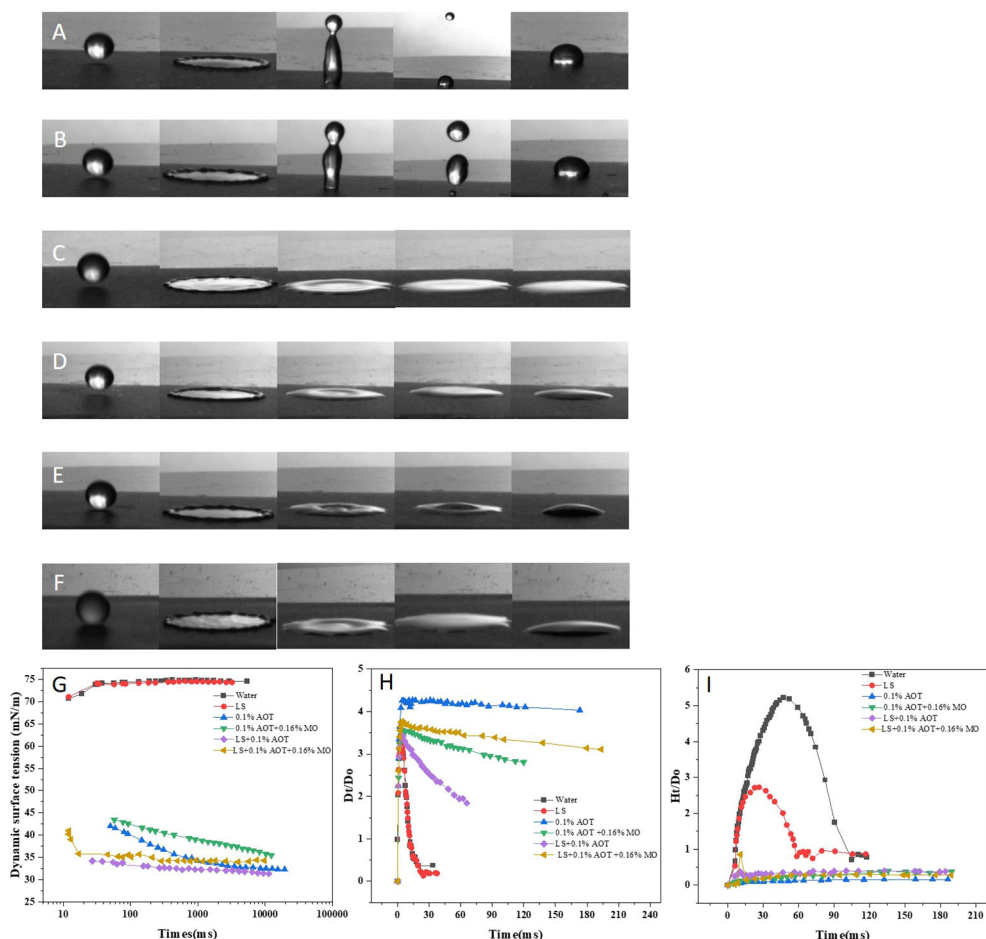 A
B
C
D
E
F
G
Dynamic surface tension (mN/m)
75
70
65
60
55
50
45
40
35
30
25
10
100
1000
10000
100000
Times(ms)
Water
LS
0.1% AOT
0.1% AOT+0.16% MO
LS+0.1% AOT
LS+0.1% AOT+0.16% MO
H
Dt/Do
5
4
3
2
1
0
0
30
60
90
120
150
180
210
240
Time(ms)
Water
LS
0.1% AOT
0.1% AOT +0.16% MO
LS+0.1% AOT
LS+0.1% AOT+0.16% MO
I
Ht/Do
6
5
4
3
2
1
0
0
30
60
90
120
150
180
210
Time(ms)
Water
LS
0.1% AOT
0.1% AOT+0.16% MO
LS+0.1% AOT
LS+0.1% AOT+0.16% MO